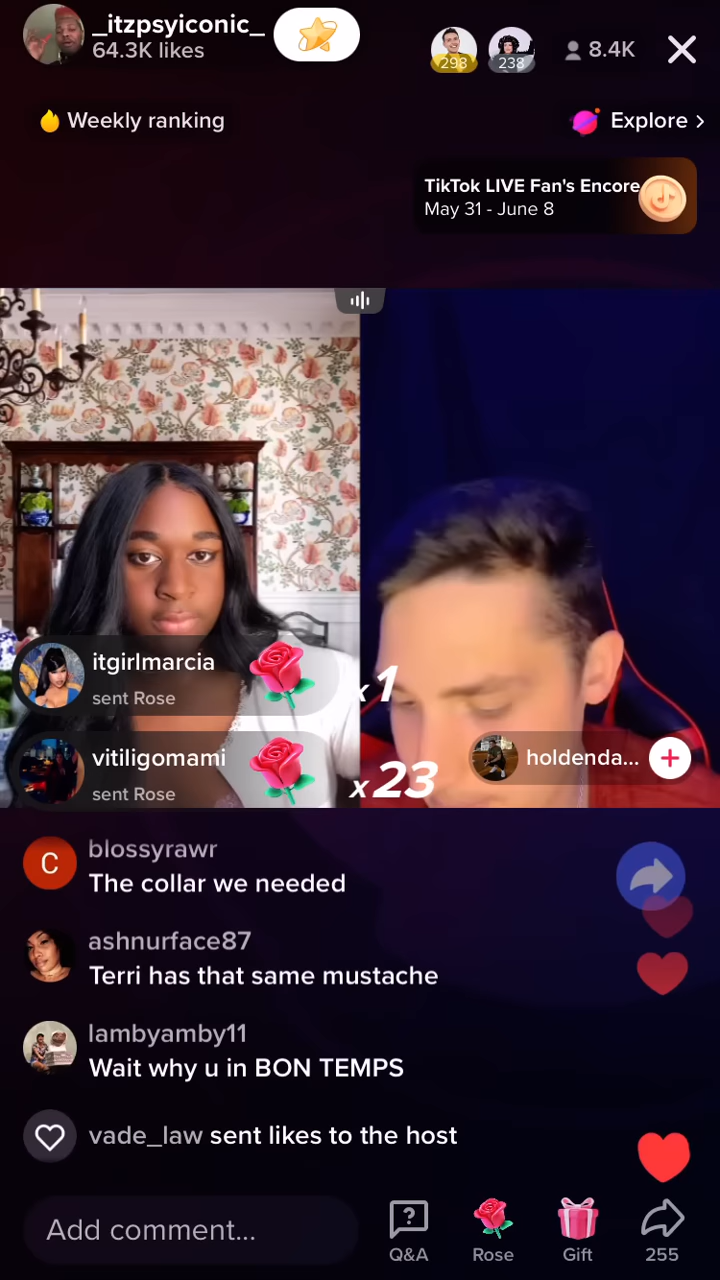 _itzpsyiconic_
64.3K likes
298
238
8.4K
Weekly ranking
Explore >
TikTok LIVE Fan's Encore
May 31 - June 8
itgirlmarcia
sent Rose
x1
vitiligomami
sent Rose
x23
holdenda...
C
blossyrawr
The collar we needed
ashnurface87
Terri has that same mustache
lambyamby11
Wait why u in BON TEMPS
vade_law sent likes to the host
Add comment...
?
Q&A
Rose
Gift
255